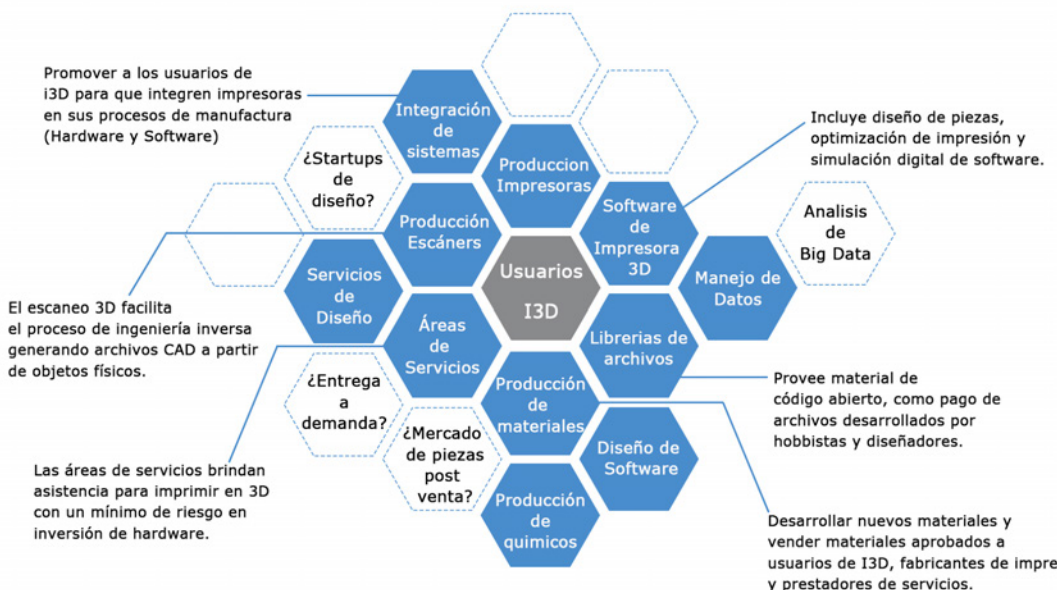 Promover a los usuarios de
i3D para que integren impresoras
en sus procesos de manufactura
(Hardware y Software)
Integración
de
sistemas
¿Startups
de
diseño?
Produccion
Impresoras
Incluye diseño de piezas,
optimización de impresión y
simulación digital de software.
Producción
Escáners
Software
de
Impresora
3D
Analisis
de
Big Data
Servicios
de
Diseño
Usuarios
I3D
Manejo de
Datos
El escaneo 3D facilita
el proceso de ingeniería inversa
generando archivos CAD a partir
de objetos físicos.
Áreas
de
Servicios
Librerias de
archivos
¿Entrega
a
demanda?
Producción
de
materiales
Provee material de
código abierto, como pago de
archivos desarrollados por
hobbistas y diseñadores.
¿Mercado
de piezas
post
venta?
Diseño de
Software
Las áreas de servicios brindan
asistencia para imprimir en 3D
con un mínimo de riesgo en
inversión de hardware.
Producción
de
quimicos
Desarrollar nuevos materiales y
vender materiales aprobados a
usuarios de I3D, fabricantes de impre
y prestadores de servicios.